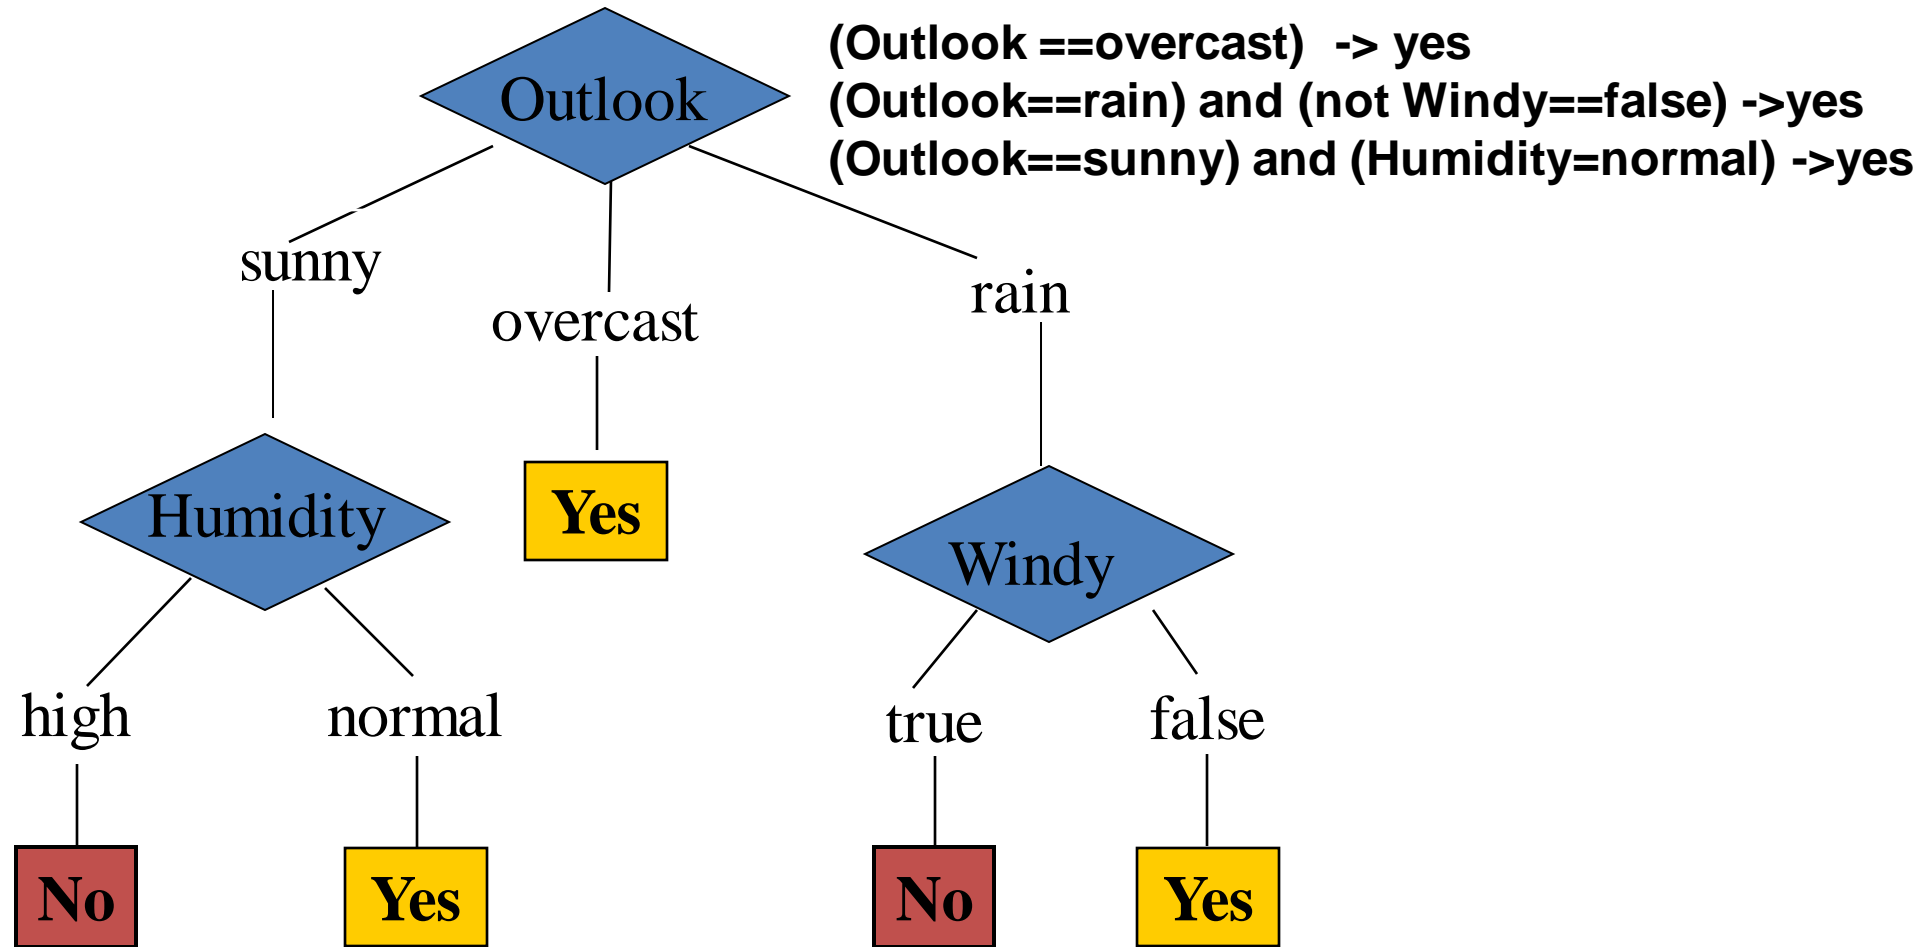 Outlook
(Outlook ==overcast)  -> yes
(Outlook==rain) and (not Windy==false) ->yes
(Outlook==sunny) and (Humidity=normal) ->yes
sunny
overcast
rain
Humidity
Yes
Windy
high
normal
true
false
No
Yes
No
Yes